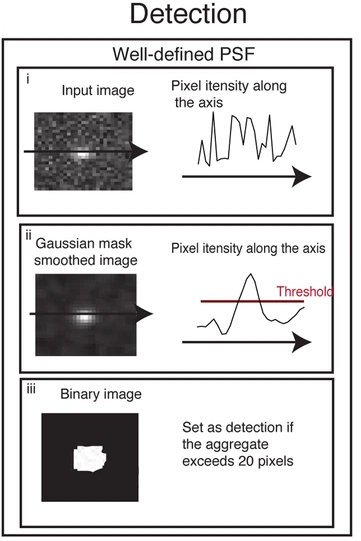 Detection
Well-defined PSF
i
Input image
Pixel itensity along
the axis
ii
Gaussian mask
smoothed image
Pixel itensity along the axis
Threshold
iii
Binary image
Set as detection if
the aggregate
exceeds 20 pixels